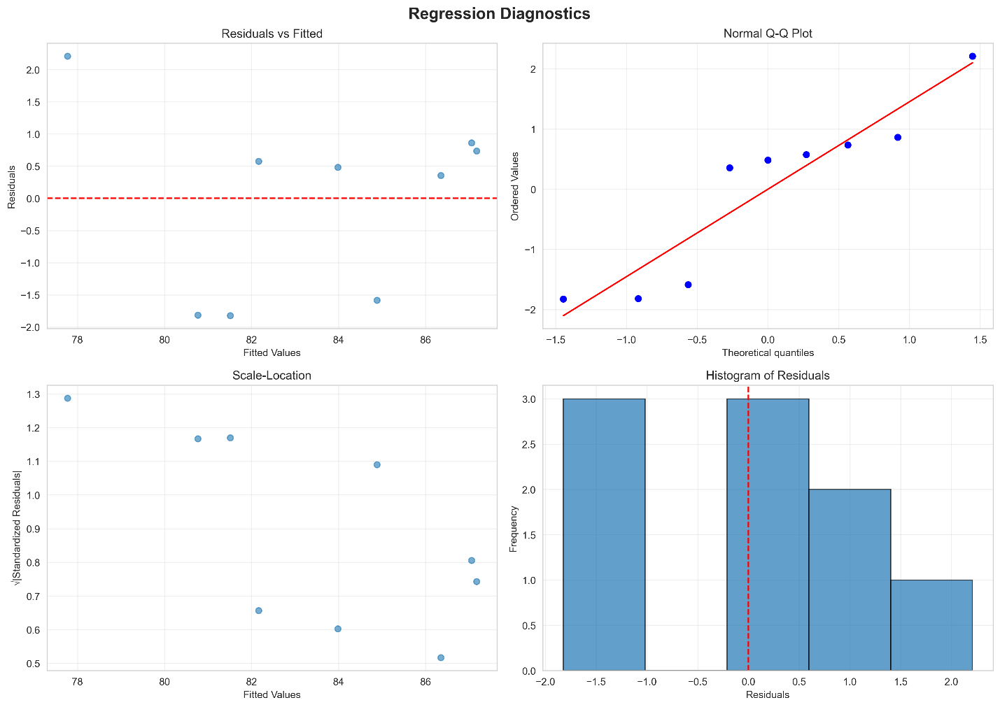 Regression Diagnostics
Residuals vs Fitted
2.0
1.5
1.0
0.5
0.0
−0.5
−1.0
−1.5
−2.0
Residuals
78 80 82 84 86
Fitted Values
Normal Q-Q Plot
2
1
0
−1
−2
Ordered Values
−1.5 −1.0 −0.5 0.0 0.5 1.0 1.5
Theoretical quantiles
Scale-Location
1.3
1.2
1.1
1.0
0.9
0.8
0.7
0.6
0.5
√|Standardized Residuals|
78 80 82 84 86
Fitted Values
Histogram of Residuals
3.0
2.5
2.0
1.5
1.0
0.5
0.0
Frequency
−2.0 −1.5 −1.0 −0.5 0.0 0.5 1.0 1.5 2.0
Residuals